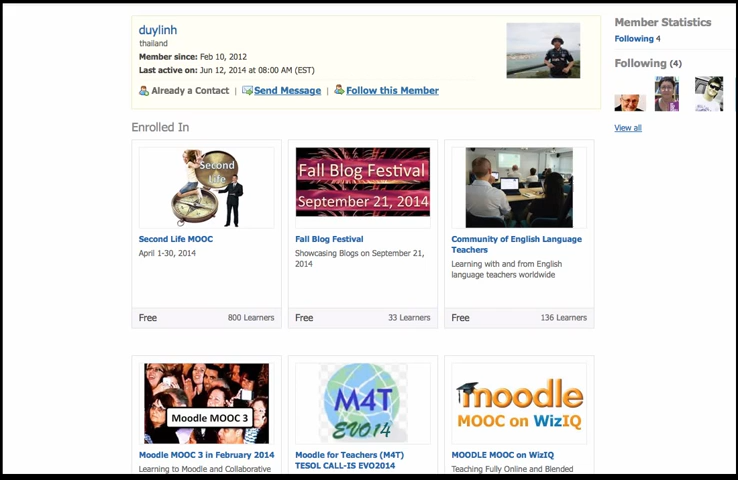 duylinh
thailand
Member since: Feb 10, 2012
Last active on: Jun 12, 2014 at 08:00 AM (EST)
Already a Contact | Send Message | Follow this Member
Member Statistics
Following 4
Following (4)
View all
Enrolled In
Second
Life
Second Life MOOC
April 1-30, 2014
Free 800 Learners
Fall Blog Festival
September 21, 2014
Fall Blog Festival
Showcasing Blogs on September 21,
2014
Free 33 Learners
Community of English Language
Teachers
Learning with and from English
language teachers worldwide
Free 136 Learners
Moodle MOOC 3
Moodle MOOC 3 in February 2014
Learning to Moodle and Collaborative
M4T
EVO14
Moodle for Teachers (M4T)
TESOL CALL-IS EVO2014
moodle
MOOC on WizIQ
MOODLE MOOC on WizIQ
Teaching Fully Online and Blended